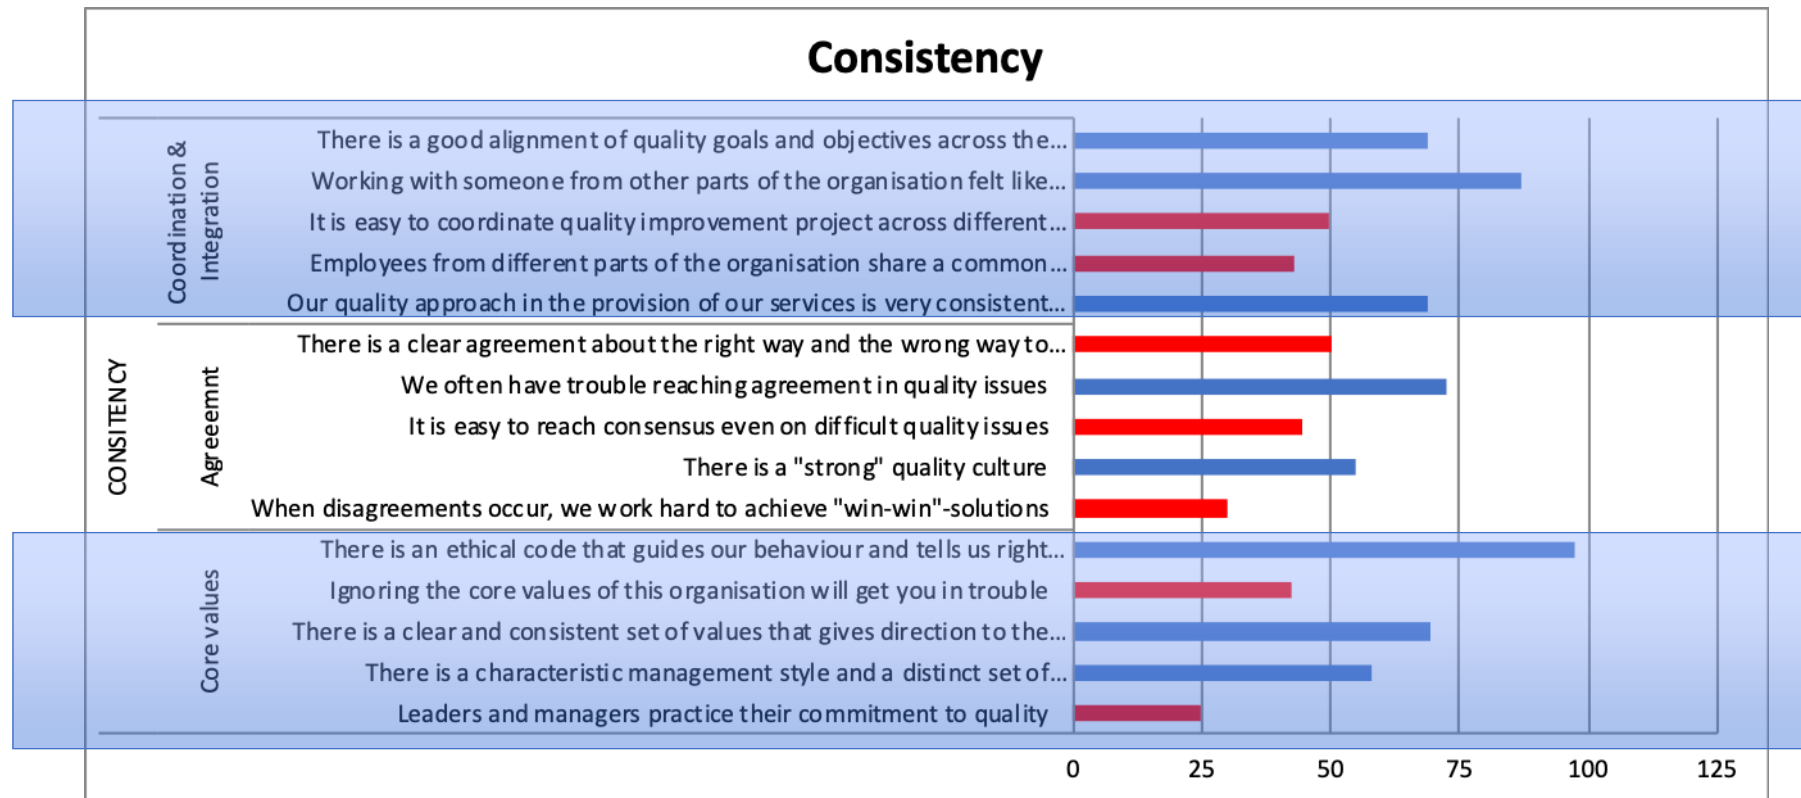 Consistency
CONSITENCY
Coordination &
Integration
There is a good alignment of quality goals and objectives across the...
Working with someone from other parts of the organisation felt like...
It is easy to coordinate quality improvement project across different...
Employees from different parts of the organisation share a common...
Our quality approach in the provision of our services is very consistent...
Agreeemnt
There is a clear agreement about the right way and the wrong way to...
We often have trouble reaching agreement in quality issues
It is easy to reach consensus even on difficult quality issues
There is a "strong" quality culture
When disagreements occur, we work hard to achieve "win-win"-solutions
Core values
There is an ethical code that guides our behaviour and tells us right...
Ignoring the core values of this organisation will get you in trouble
There is a clear and consistent set of values that gives direction to the...
There is a characteristic management style and a distinct set of...
Leaders and managers practice their commitment to quality
0 25 50 75 100 125